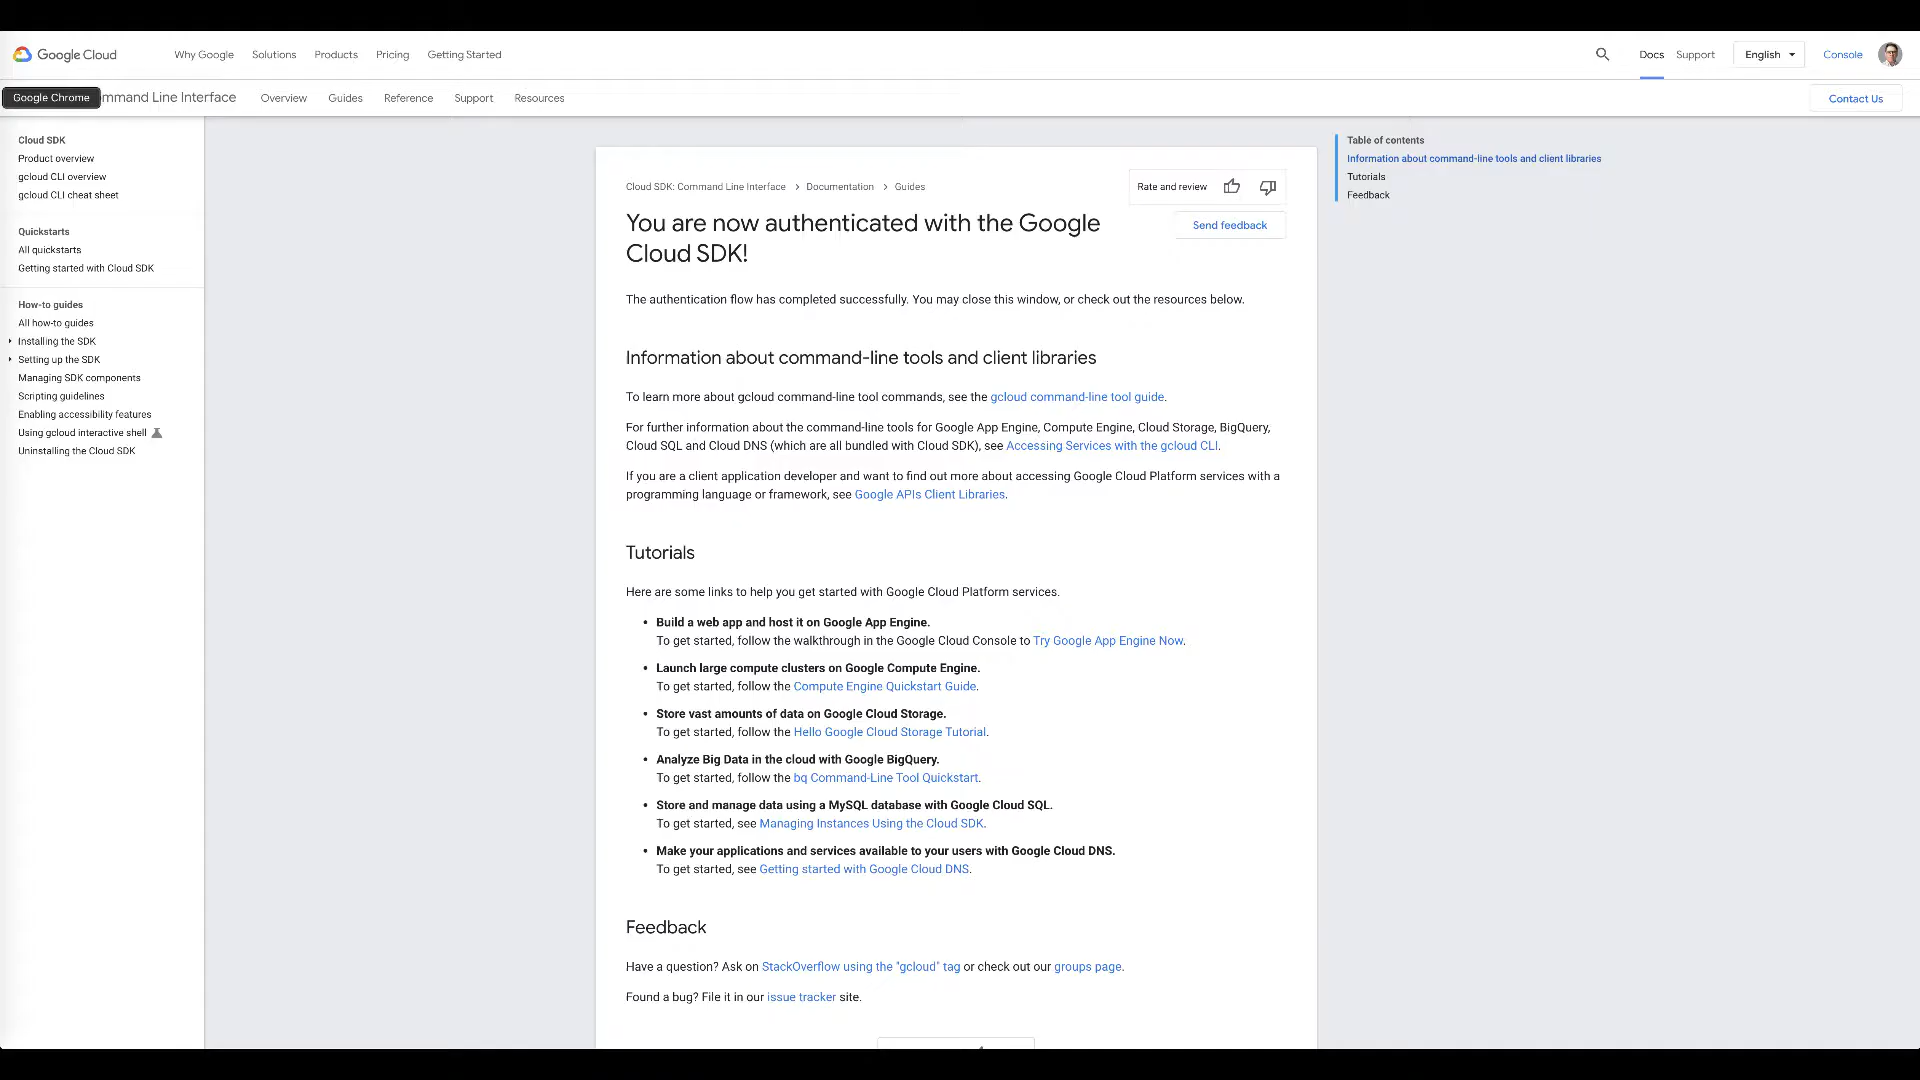 Google Cloud
Why Google
Solutions
Products
Pricing
Getting Started
Docs
Support
English
Console
Google Chrome
mmand Line Interface
Overview
Guides
Reference
Support
Resources
Contact Us
Cloud SDK
Product overview
gcloud CLI overview
gcloud CLI cheat sheet
Quickstarts
All quickstarts
Getting started with Cloud SDK
How-to guides
All how-to guides
Installing the SDK
Setting up the SDK
Managing SDK components
Scripting guidelines
Enabling accessibility features
Using gcloud interactive shell
Uninstalling the Cloud SDK
Cloud SDK: Command Line Interface > Documentation > Guides
Rate and review
Send feedback
You are now authenticated with the Google
Cloud SDK!
The authentication flow has completed successfully. You may close this window, or check out the resources below.
Information about command-line tools and client libraries
To learn more about gcloud command-line tool commands, see the gcloud command-line tool guide.
For further information about the command-line tools for Google App Engine, Compute Engine, Cloud Storage, BigQuery,
Cloud SQL and Cloud DNS (which are all bundled with Cloud SDK), see Accessing Services with the gcloud CLI.
If you are a client application developer and want to find out more about accessing Google Cloud Platform services with a
programming language or framework, see Google APIs Client Libraries.
Tutorials
Here are some links to help you get started with Google Cloud Platform services.
• Build a web app and host it on Google App Engine.
To get started, follow the walkthrough in the Google Cloud Console to Try Google App Engine Now.
• Launch large compute clusters on Google Compute Engine.
To get started, follow the Compute Engine Quickstart Guide.
• Store vast amounts of data on Google Cloud Storage.
To get started, follow the Hello Google Cloud Storage Tutorial.
• Analyze Big Data in the cloud with Google BigQuery.
To get started, follow the bq Command-Line Tool Quickstart.
• Store and manage data using a MySQL database with Google Cloud SQL.
To get started, see Managing Instances Using the Cloud SDK.
• Make your applications and services available to your users with Google Cloud DNS.
To get started, see Getting started with Google Cloud DNS.
Feedback
Have a question? Ask on StackOverflow using the "gcloud" tag or check out our groups page.
Found a bug? File it in our issue tracker site.
Table of contents
Information about command-line tools and client libraries
Tutorials
Feedback